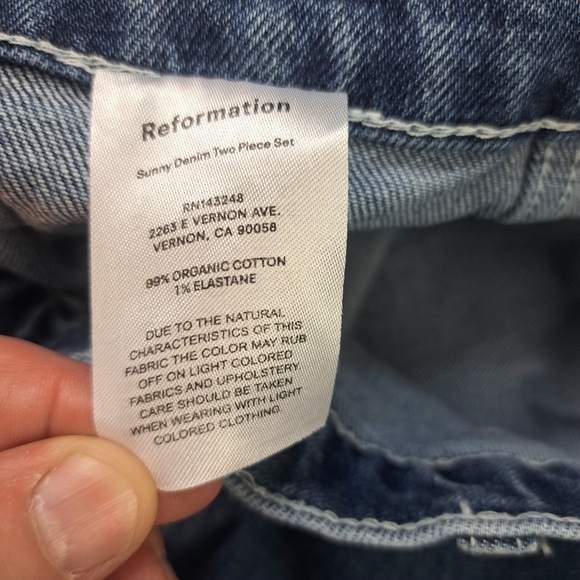 Reformation
Sunny Denim Two Piece Set
RN143248
2263 E VERNON AVE.
VERNON, CA 90058
99% ORGANIC COTTON
1% ELASTANE
DUE TO THE NATURAL
CHARACTERISTICS OF THIS
FABRIC THE COLOR MAY RUB
OFF ON LIGHT COLORED
FABRICS AND UPHOLSTERY.
CARE SHOULD BE TAKEN
WHEN WEARING WITH LIGHT
COLORED CLOTHING.